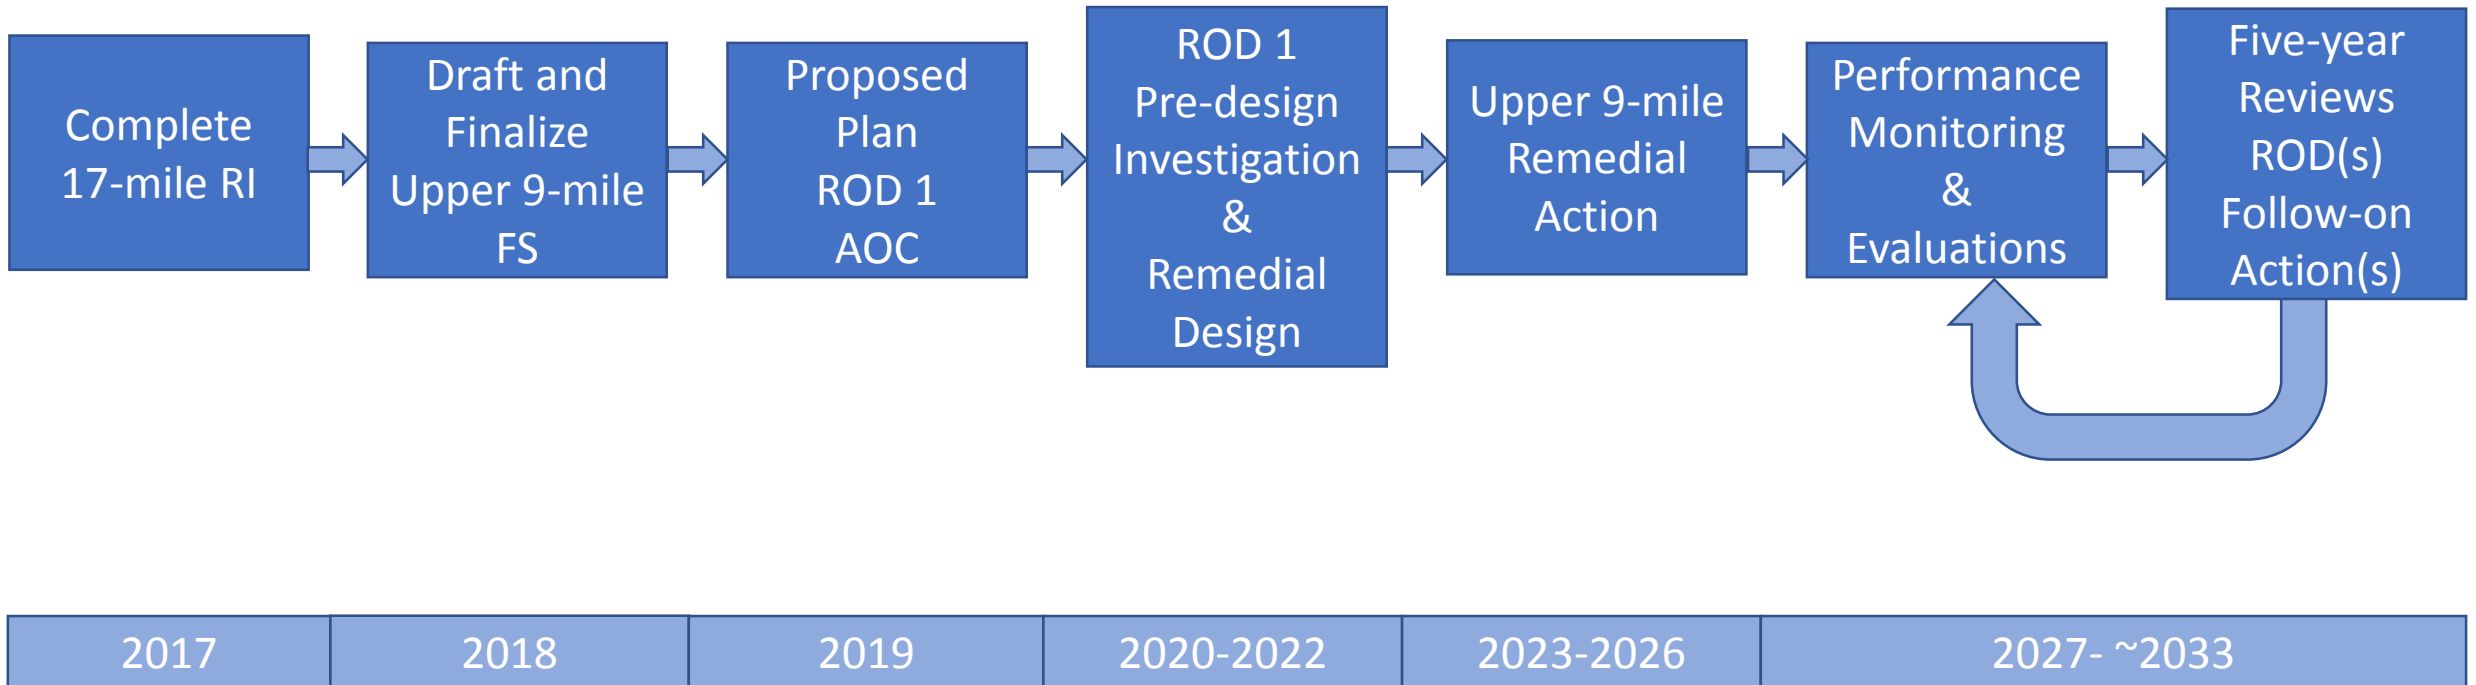 Complete
17-mile RI
Draft and
Finalize
Upper 9-mile
FS
Proposed
Plan
ROD 1
AOC
ROD 1
Pre-design
Investigation
&
Remedial
Design
Upper 9-mile
Remedial
Action
Performance
Monitoring
&
Evaluations
Five-year
Reviews
ROD(s)
Follow-on
Action(s)
2017
2018
2019
2020-2022
2023-2026
2027- ~2033